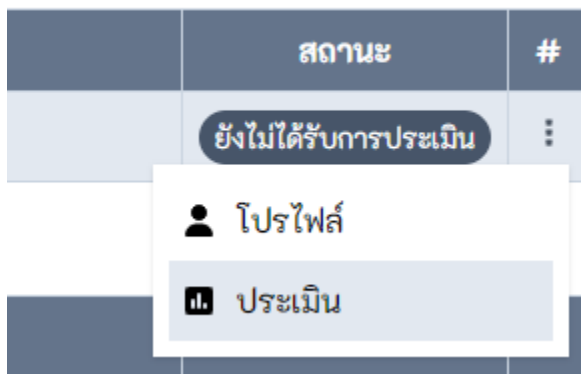 สถานะ #
ยังไม่ได้รับการประเมิน
โปรไฟล์
ประเมิน